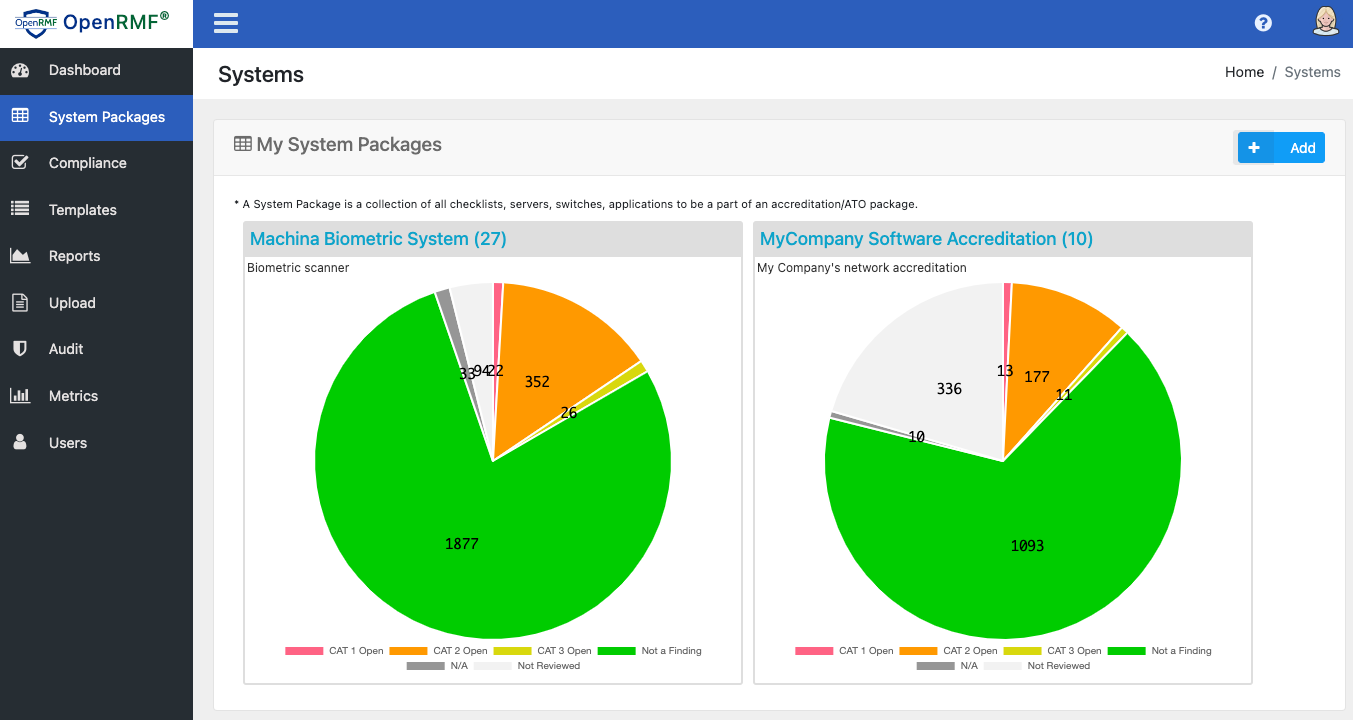 OpenRMF OpenRMF®
?
Dashboard
System Packages
Compliance
Templates
Reports
Upload
Audit
Metrics
Users
Systems
Home / Systems
My System Packages
+ Add
* A System Package is a collection of all checklists, servers, switches, applications to be a part of an accreditation/ATO package.
Machina Biometric System (27)
Biometric scanner
33
94
22
352
26
1877
CAT 1 Open CAT 2 Open CAT 3 Open Not a Finding
N/A Not Reviewed
MyCompany Software Accreditation (10)
My Company's network accreditation
13
177
336
11
10
1093
CAT 1 Open CAT 2 Open CAT 3 Open Not a Finding
N/A Not Reviewed